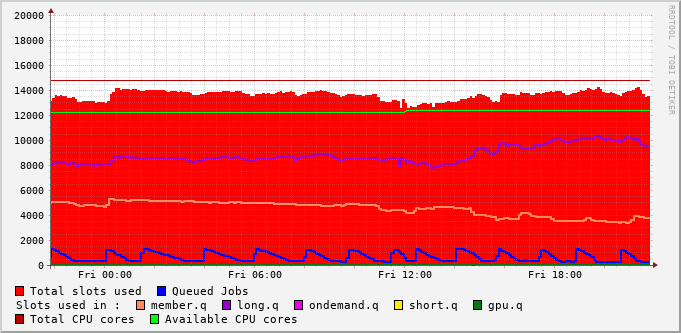 20000
18000
16000
14000
12000
10000
8000
6000
4000
2000
0
Fri 00:00 Fri 06:00 Fri 12:00 Fri 18:00
Total slots used Queued Jobs
Slots used in : member.q long.q ondemand.q short.q gpu.q
Total CPU cores Available CPU cores
RRDTOOL / TOBI OETIKER